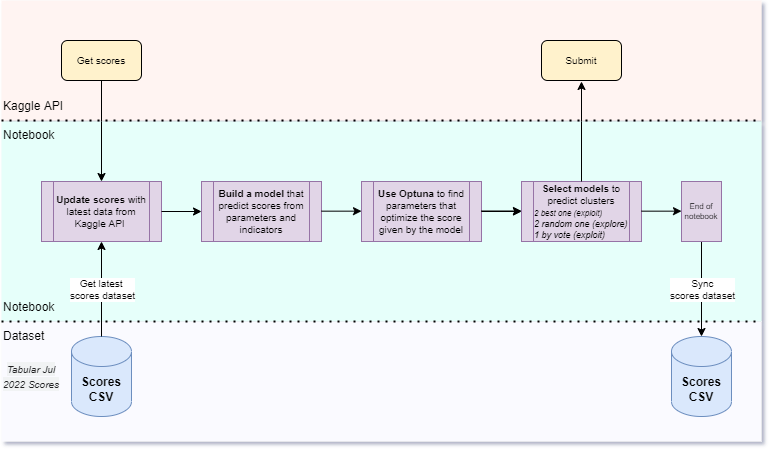 Get scores
Submit
Kaggle API
Notebook
Update scores with
latest data from
Kaggle API
Build a model that
predict scores from
parameters and
indicators
Use Optuna to find
parameters that
optimize the score
given by the model
Select models to
predict clusters
2 best one (exploit)
2 random one (explore)
1 by vote (exploit)
End of
notebook
Get latest
scores dataset
Sync
scores dataset
Notebook
Dataset
Tabular Jul
2022 Scores
Scores
CSV
Scores
CSV